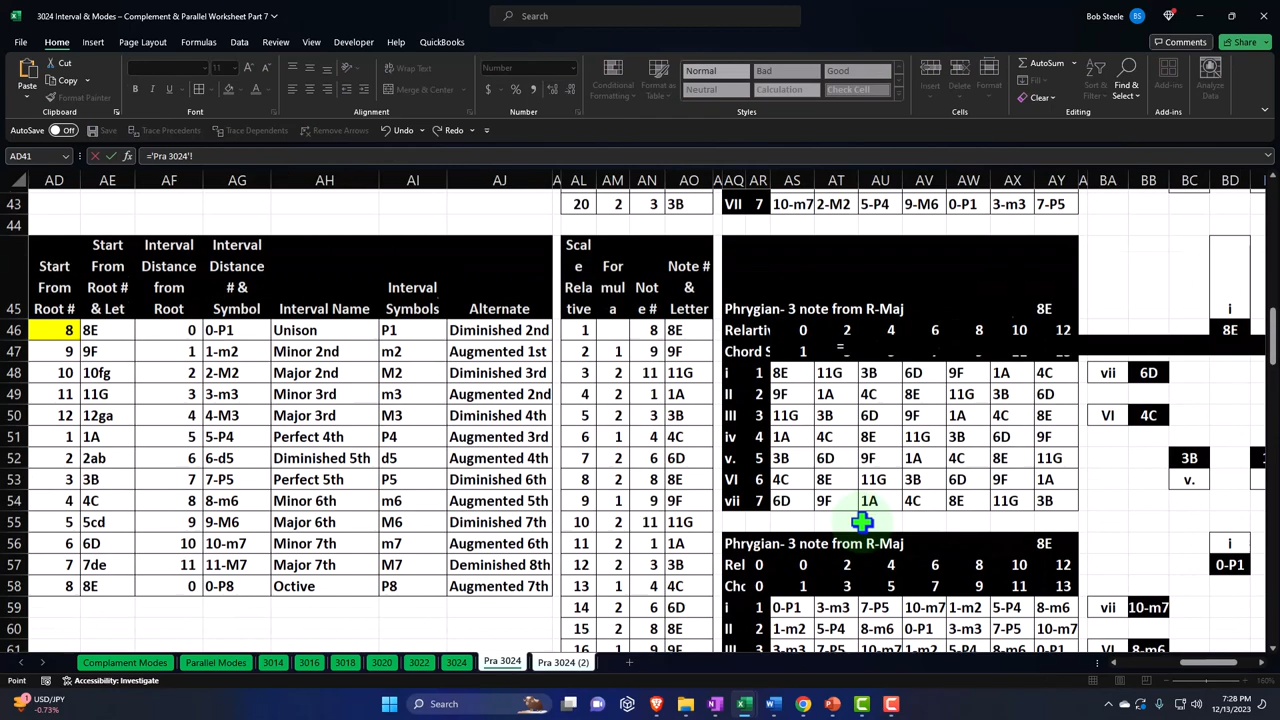 3024 Interval & Modes – Complement & Parallel Worksheet Part 7
Search
Bob Steele
BS
File Home Insert Page Layout Formulas Data Review View Developer Help QuickBooks
Comments
Share
Paste
Cut
Copy
Format Painter
Clipboard
11
Font
Wrap Text
Merge & Center
Alignment
Number
Number
Conditional Formatting
Format as Table
Normal Bad Good
Neutral Calculation Check Cell
Styles
Insert Delete Format
Cells
AutoSum
Fill
Clear
Sort & Filter
Find & Select
Editing
Analyze Data
Add-ins
AutoSave Off Save Trace Precedents Trace Dependents Remove Arrows Undo Redo
AD41 fx ='Pra 3024'!
AD AE AF AG AH AI AJ A AL AM AN AO A AQ AR AS AT AU AV AW AX AY A BA BB BC BD
43 20 2 3 3B VII 7 10-m7 2-M2 5-P4 9-M6 0-P1 3-m3 7-P5
44
45 Start From Root # Start From Root # & Let Interval Distance from Root Interval Distance # & Symbol Interval Name Interval Symbols Alternate Scal e Rela tive For mul a Not e # Note # & Letter Phrygian- 3 note from R-Maj 8E i
46 8 8E 0 0-P1 Unison P1 Diminished 2nd 1 8 8E Relartiv 0 2 4 6 8 10 12 8E
47 9 9F 1 1-m2 Minor 2nd m2 Augmented 1st 2 1 9 9F Chord S 1 =
48 10 10fg 2 2-M2 Major 2nd M2 Diminished 3rd 3 2 11 11G i 1 8E 11G 3B 6D 9F 1A 4C vii 6D
49 11 11G 3 3-m3 Minor 3rd m3 Augmented 2nd 4 2 1 1A II 2 9F 1A 4C 8E 11G 3B 6D
50 12 12ga 4 4-M3 Major 3rd M3 Diminished 4th 5 2 3 3B III 3 11G 3B 6D 9F 1A 4C 8E VI 4C
51 1 1A 5 5-P4 Perfect 4th P4 Augmented 3rd 6 1 4 4C iv 4 1A 4C 8E 11G 3B 6D 9F
52 2 2ab 6 6-d5 Diminished 5th d5 Augmented 4th 7 2 6 6D v. 5 3B 6D 9F 1A 4C 8E 11G 3B
53 3 3B 7 7-P5 Perfect 5th P5 Diminished 6th 8 2 8 8E VI 6 4C 8E 11G 3B 6D 9F 1A v.
54 4 4C 8 8-m6 Minor 6th m6 Augmented 5th 9 1 9 9F vii 7 6D 9F 1A 4C 8E 11G 3B
55 5 5cd 9 9-M6 Major 6th M6 Diminished 7th 10 2 11 11G
56 6 6D 10 10-m7 Minor 7th m7 Augmented 6th 11 2 1 1A Phrygian- 3 note from R-Maj 8E i
57 7 7de 11 11-M7 Major 7th M7 Deminished 8th 12 2 3 3B Rel 0 0 2 4 6 8 10 12 0-P1
58 8 8E 0 0-P8 Octive P8 Augmented 7th 13 1 4 4C Chc 0 1 3 5 7 9 11 13
59 14 2 6 6D i 1 0-P1 3-m3 7-P5 10-m7 1-m2 5-P4 8-m6 vii 10-m7
60 15 2 8 8E II 2 1-m2 5-P4 8-m6 0-P1 3-m3 7-P5 10-m7
61 16 1 9 9F III 3 3-m3 7-P5 10-m7 1-m2 5-P4 8-m6 0-P1 VI 8-m6
Complament Modes Parallel Modes 3014 3016 3018 3020 3022 3024 Pra 3024 Pra 3024 (2)
Point Accessibility: Investigate 160%
USD/JPY
-0.73%
Search
7:28 PM
12/13/2023